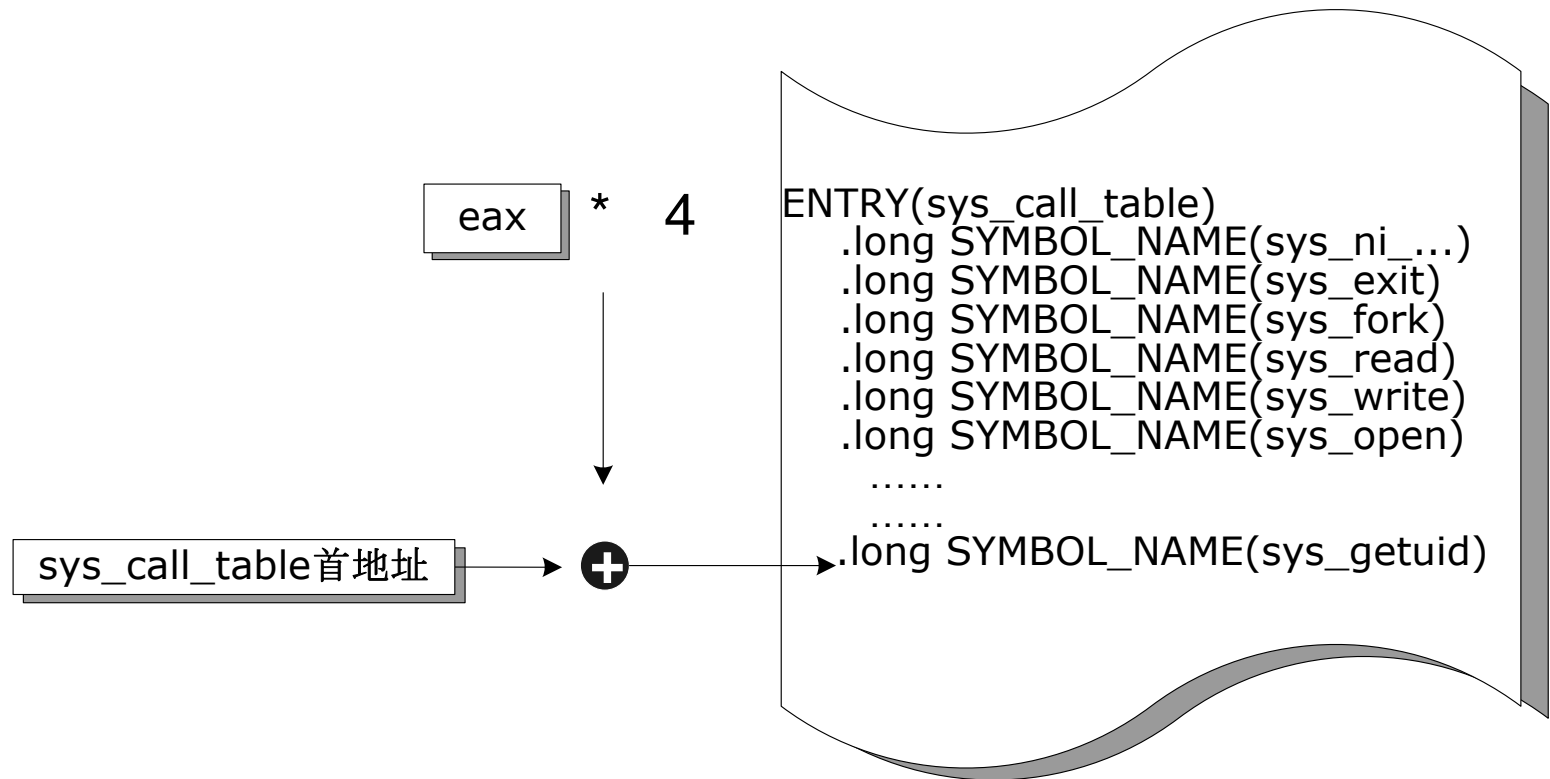 eax * 4
ENTRY(sys_call_table)
.long SYMBOL_NAME(sys_ni_...)
.long SYMBOL_NAME(sys_exit)
.long SYMBOL_NAME(sys_fork)
.long SYMBOL_NAME(sys_read)
.long SYMBOL_NAME(sys_write)
.long SYMBOL_NAME(sys_open)
......
......
.long SYMBOL_NAME(sys_getuid)
sys_call_table首地址